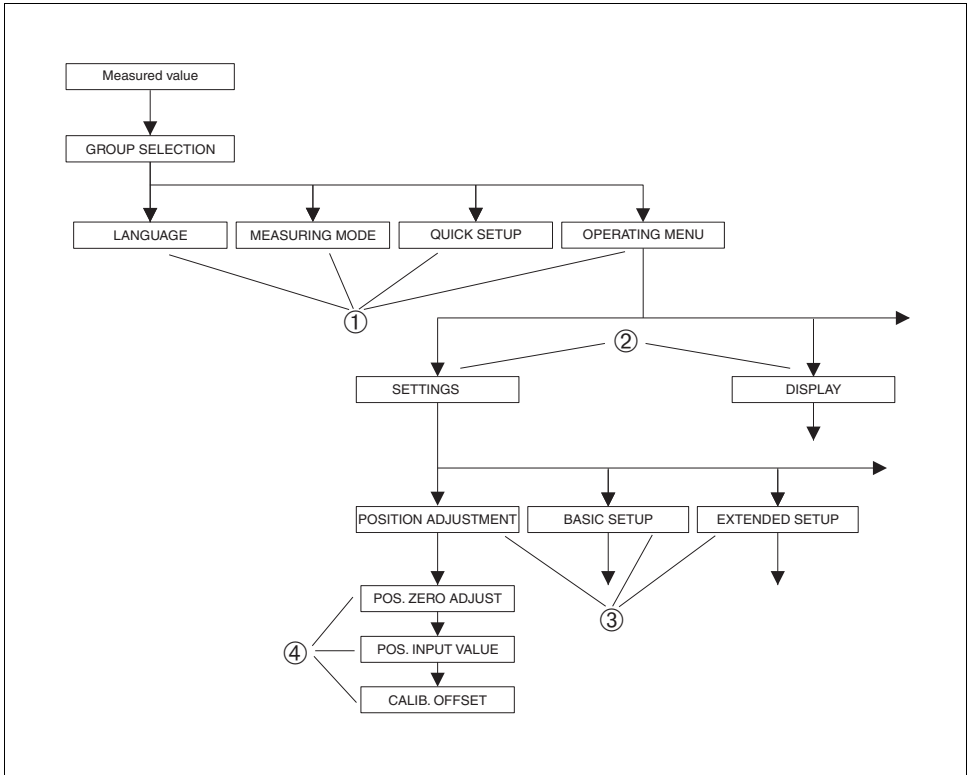 Measured value
GROUP SELECTION
LANGUAGE
MEASURING MODE
QUICK SETUP
OPERATING MENU
①
②
SETTINGS
DISPLAY
POSITION ADJUSTMENT
BASIC SETUP
EXTENDED SETUP
POS. ZERO ADJUST
③
④
POS. INPUT VALUE
CALIB. OFFSET